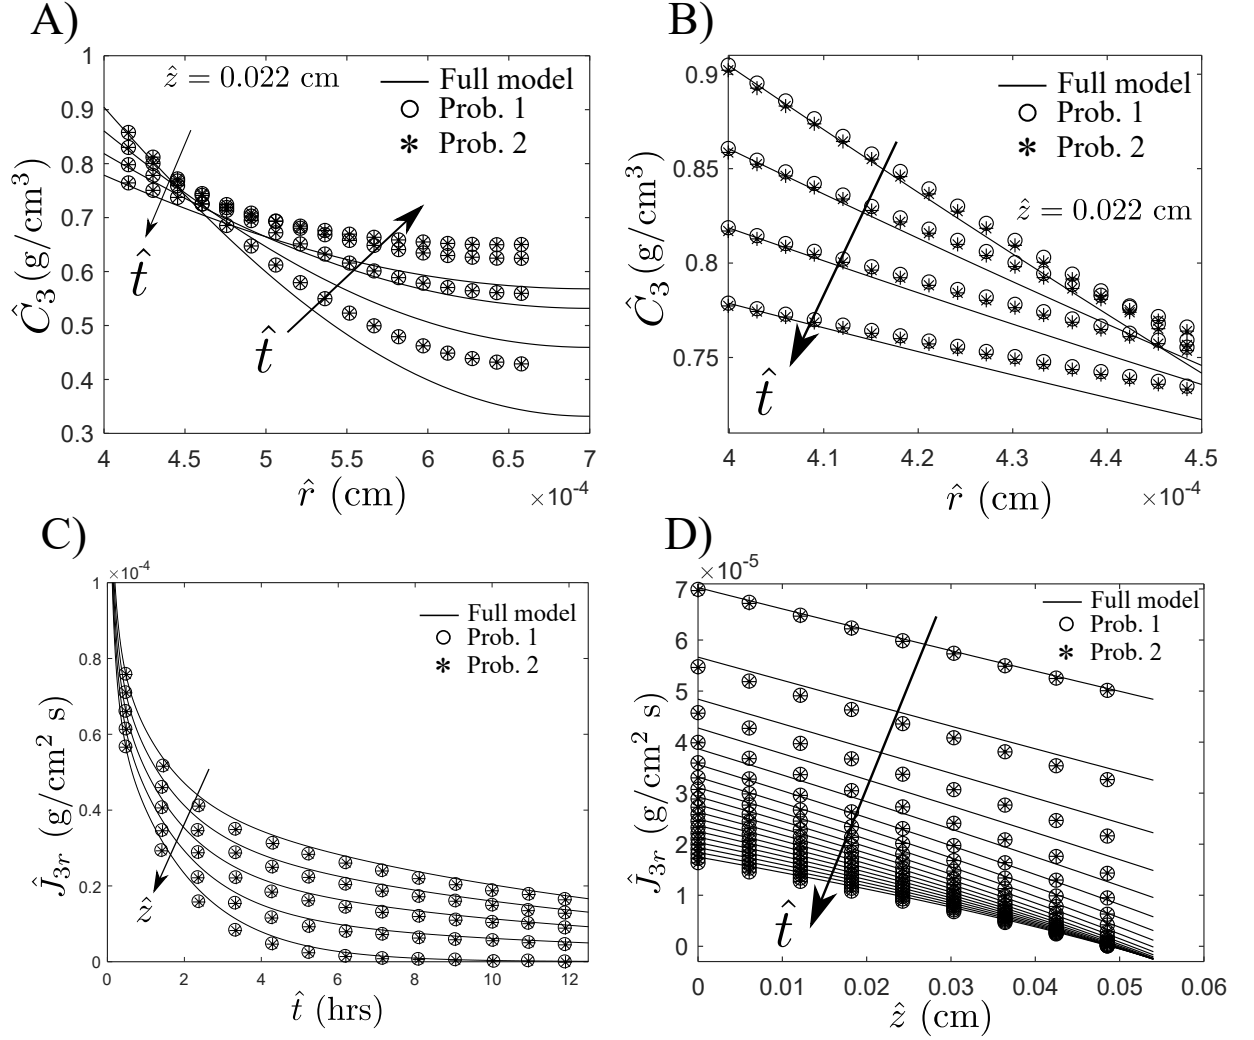 A)
ẑ = 0.022 cm
Full model
Prob. 1
Prob. 2
1
0.9
0.8
0.7
0.6
0.5
0.4
0.3
Ĉ₃ (g/cm³)
t̂
t̂
4
4.5
5
5.5
6
6.5
7
×10⁻⁴
r̂ (cm)
B)
Full model
Prob. 1
Prob. 2
ẑ = 0.022 cm
0.9
0.85
0.8
0.75
Ĉ₃ (g/cm³)
t̂
4
4.1
4.2
4.3
4.4
4.5
×10⁻⁴
r̂ (cm)
C)
×10⁻⁴
Full model
Prob. 1
Prob. 2
1
0.8
0.6
0.4
0.2
0
Ĵ₃ᵣ (g/cm² s)
ẑ
0
2
4
6
8
10
12
t̂ (hrs)
D)
×10⁻⁵
Full model
Prob. 1
Prob. 2
7
6
5
4
3
2
1
0
Ĵ₃ᵣ (g/cm² s)
t̂
0
0.01
0.02
0.03
0.04
0.05
0.06
ẑ (cm)